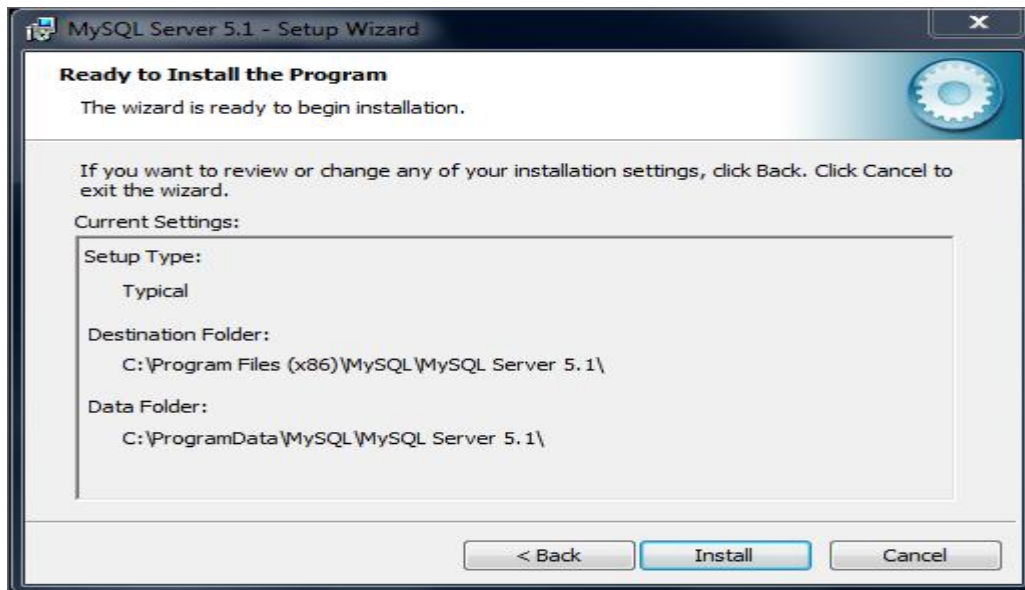 MySQL Server 5.1 - Setup Wizard
Ready to Install the Program
The wizard is ready to begin installation.
If you want to review or change any of your installation settings, click Back. Click Cancel to
exit the wizard.
Current Settings:
Setup Type:
Typical
Destination Folder:
C:\Program Files (x86)\MySQL\MySQL Server 5.1\
Data Folder:
C:\ProgramData\MySQL\MySQL Server 5.1\
< Back Install Cancel